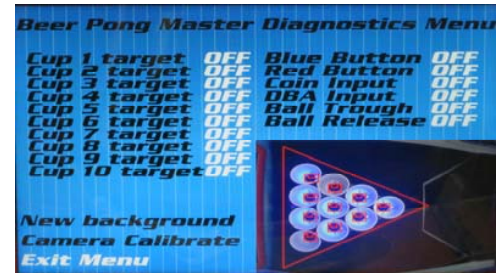 Beer Pong Master Diagnostics Menu
Cup 1 target OFF
Cup 2 target OFF
Cup 3 target OFF
Cup 4 target OFF
Cup 5 target OFF
Cup 6 target OFF
Cup 7 target OFF
Cup 8 target OFF
Cup 9 target OFF
Cup 10 target OFF
Blue Button OFF
Red Button OFF
Coin Input OFF
DBA Input OFF
Ball Trough OFF
Ball Release OFF
New background
Camera Calibrate
Exit Menu